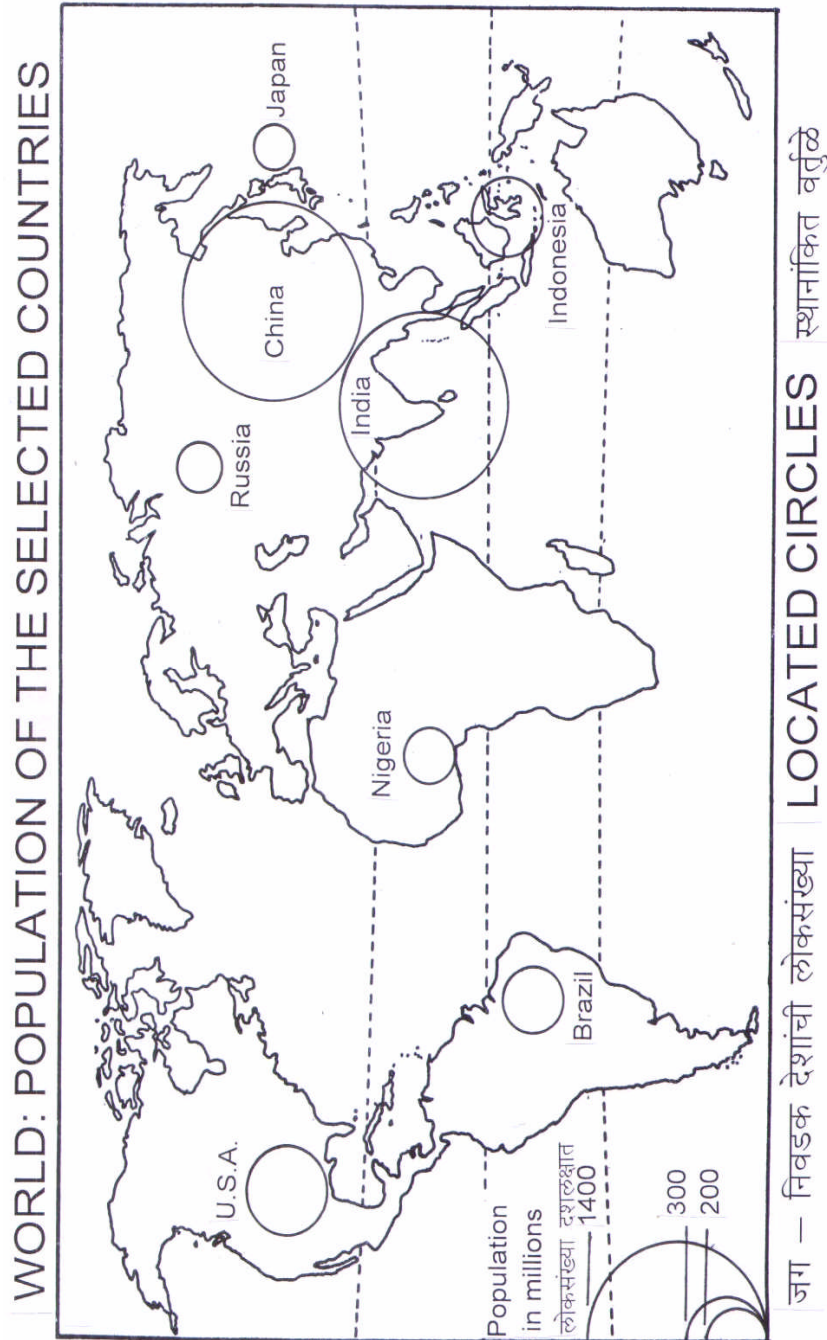 WORLD: POPULATION OF THE SELECTED COUNTRIES
Japan
China
Russia
India
U.S.A.
Nigeria
Indonesia
Brazil
Population
in millions
लोकसंख्या दशलक्षात
1400
300
200
जग – निवडक देशांची लोकसंख्या LOCATED CIRCLES स्थानांकित वर्तुळे